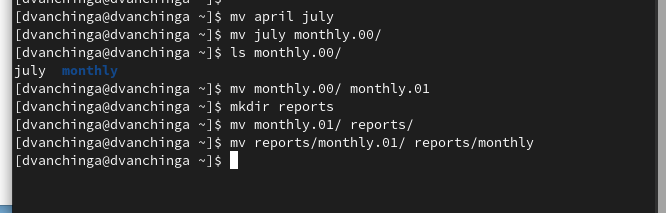 [dvanchinga@dvanchinga ~]$ mv april july
[dvanchinga@dvanchinga ~]$ mv july monthly.00/
[dvanchinga@dvanchinga ~]$ ls monthly.00/
july  monthly
[dvanchinga@dvanchinga ~]$ mv monthly.00/ monthly.01
[dvanchinga@dvanchinga ~]$ mkdir reports
[dvanchinga@dvanchinga ~]$ mv monthly.01/ reports/
[dvanchinga@dvanchinga ~]$ mv reports/monthly.01/ reports/monthly
[dvanchinga@dvanchinga ~]$